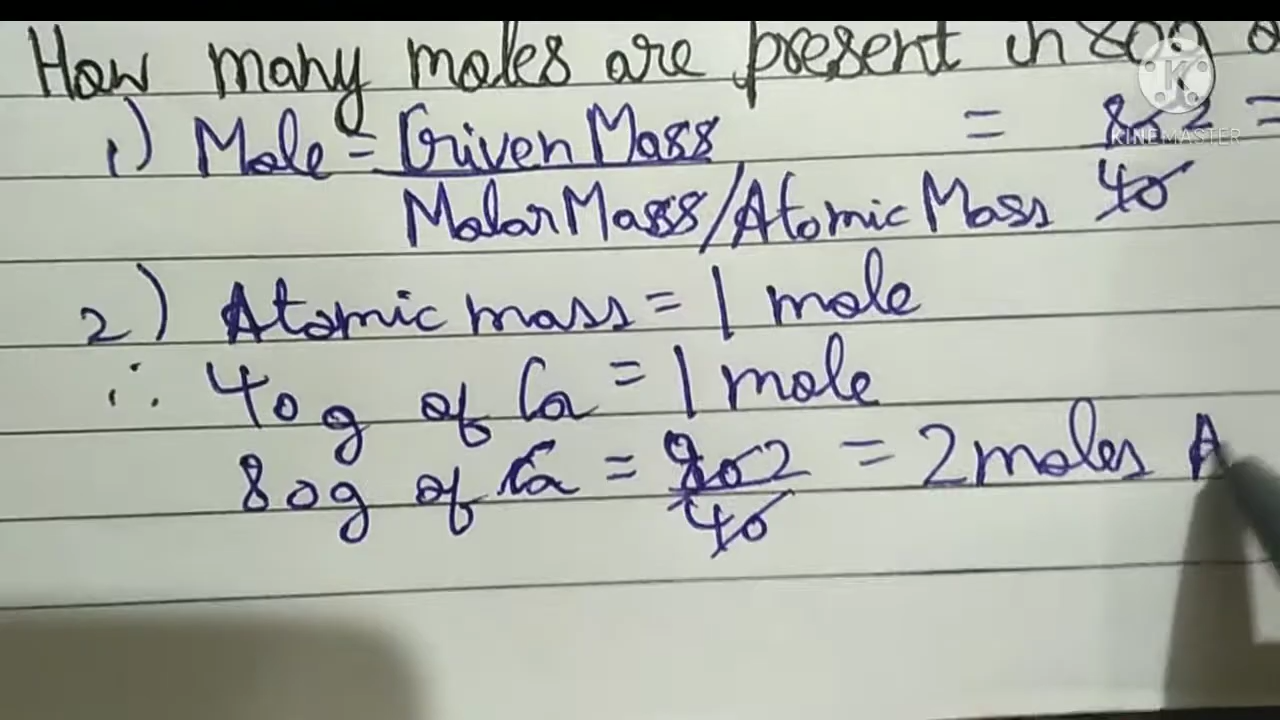 How many moles are present in 80g
1) Mole = Given Mass = 80 2 =
Molar Mass/Atomic Mass 40
2) Atomic mass = 1 mole
∴ 40g of Ca = 1 mole
80g of Ca = 80 2 = 2 moles A
40
KINEMASTER